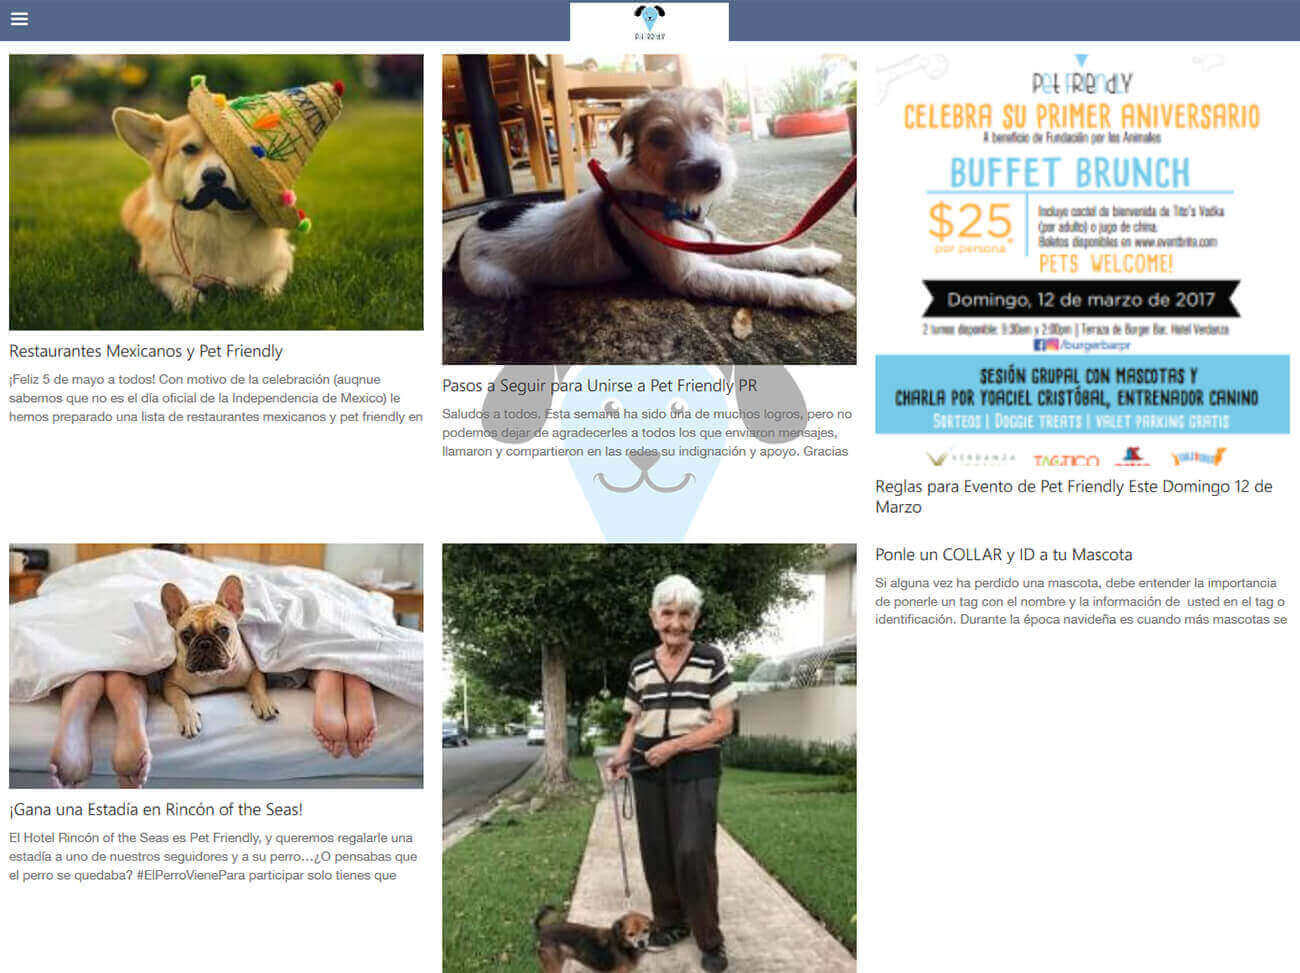 PET FRIENDLY
Restaurantes Mexicanos y Pet Friendly
¡Feliz 5 de mayo a todos! Con motivo de la celebración (auqnue
sabemos que no es el día oficial de la Independencia de Mexico) le
hemos preparado una lista de restaurantes mexicanos y pet friendly en
Pasos a Seguir para Unirse a Pet Friendly PR
Saludos a todos. Esta semana ha sido una de muchos logros, pero no
podemos dejar de agradecerles a todos los que enviaron mensajes,
llamaron y compartieron en las redes su indignación y apoyo. Gracias
PET FRIENDLY
CELEBRA SU PRIMER ANIVERSARIO
A beneficio de Fundación por los Animales
BUFFET BRUNCH
$25
por persona*
Incluye coctel de bienvenida de Tito's Vodka
(por adulto) o jugo de china.
Boletos disponibles en www.eventbrite.com
PETS WELCOME!
Domingo, 12 de marzo de 2017
2 turnos disponible: 9:30am y 2:00pm | Terraza de Burger Bar, Hotel Verdanza
/burgerbarpr
SESIÓN GRUPAL CON MASCOTAS Y
CHARLA POR YOACIEL CRISTÓBAL, ENTRENADOR CANINO
SORTEOS | DOGGIE TREATS | VALET PARKING GRATIS
VERDANZA
TACTICO
Reglas para Evento de Pet Friendly Este Domingo 12 de
Marzo
¡Gana una Estadía en Rincón of the Seas!
El Hotel Rincón of the Seas es Pet Friendly, y queremos regalarle una
estadía a uno de nuestros seguidores y a su perro…¿O pensabas que
el perro se quedaba? #ElPerroVienePara participar solo tienes que
Ponle un COLLAR y ID a tu Mascota
Si alguna vez ha perdido una mascota, debe entender la importancia
de ponerle un tag con el nombre y la información de usted en el tag o
identificación. Durante la época navideña es cuando más mascotas se